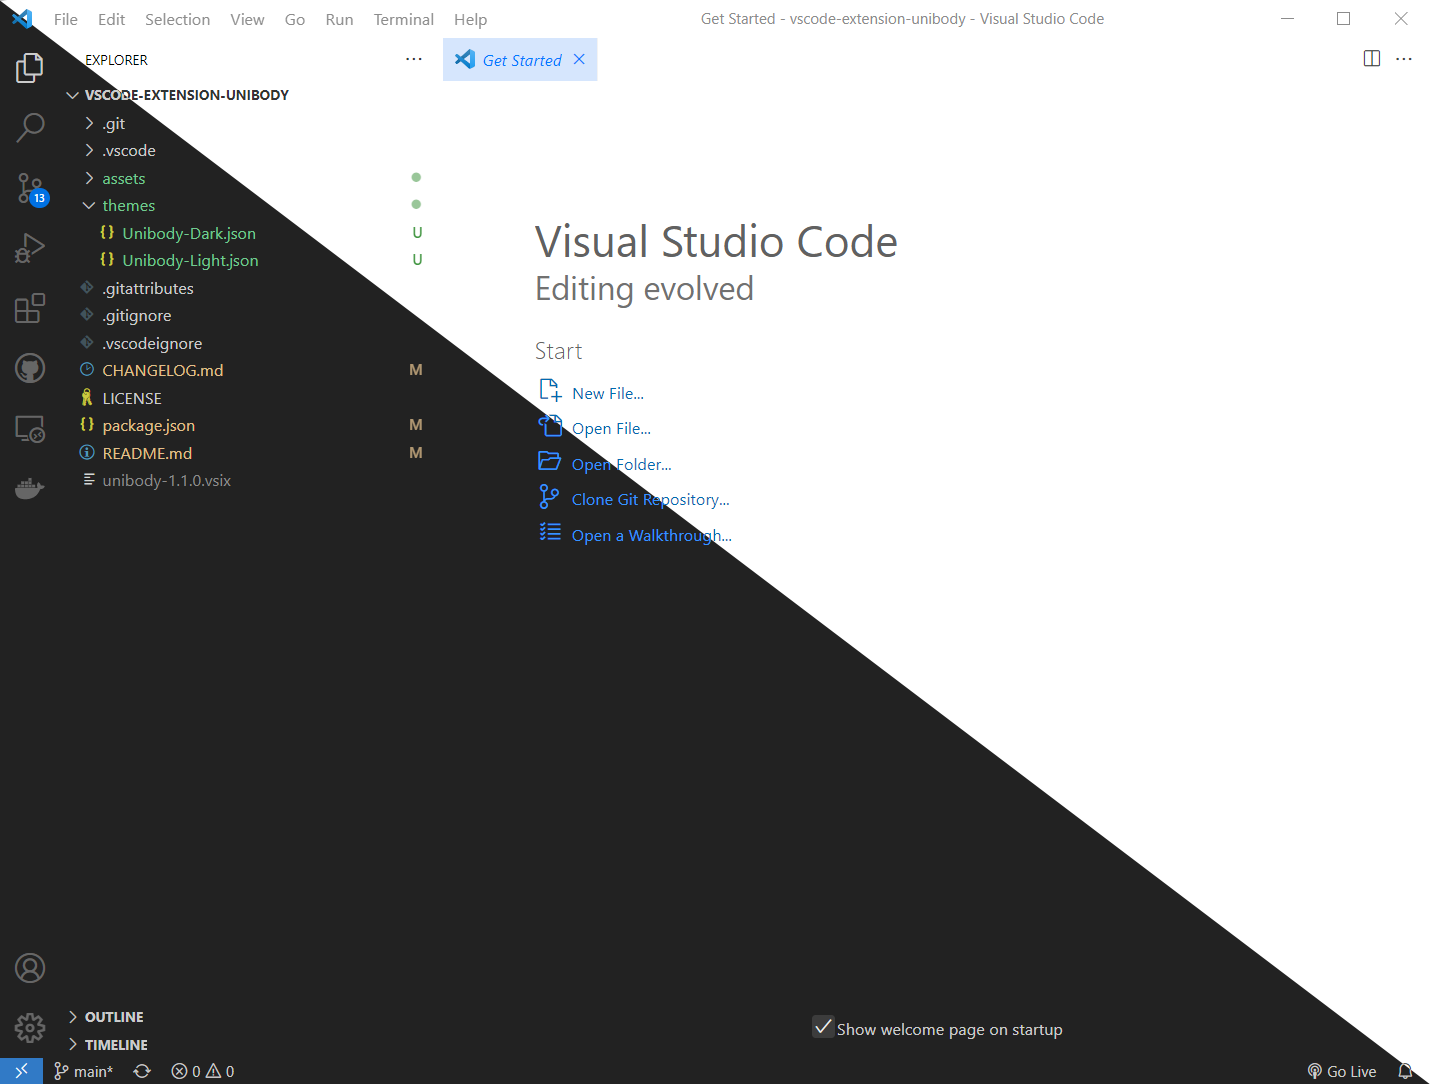 File Edit Selection View Go Run Terminal Help
Get Started - vscode-extension-unibody - Visual Studio Code
EXPLORER
Get Started
VSCODE-EXTENSION-UNIBODY
.git
.vscode
assets
themes
Unibody-Dark.json U
Unibody-Light.json U
.gitattributes
.gitignore
.vscodeignore
CHANGELOG.md M
LICENSE
package.json M
README.md M
unibody-1.1.0.vsix
13
Visual Studio Code
Editing evolved
Start
New File...
Open File...
Open Folder...
Clone Git Repository...
Open a Walkthrough...
OUTLINE
TIMELINE
Show welcome page on startup
main* 0 0 Go Live